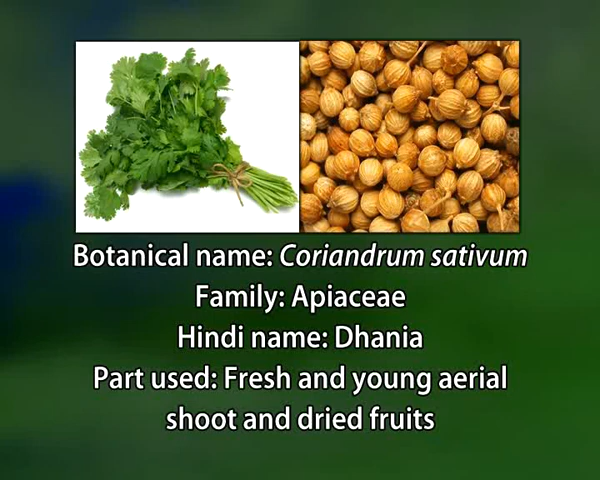 Botanical name: Coriandrum sativum
Family: Apiaceae
Hindi name: Dhania
Part used: Fresh and young aerial
shoot and dried fruits